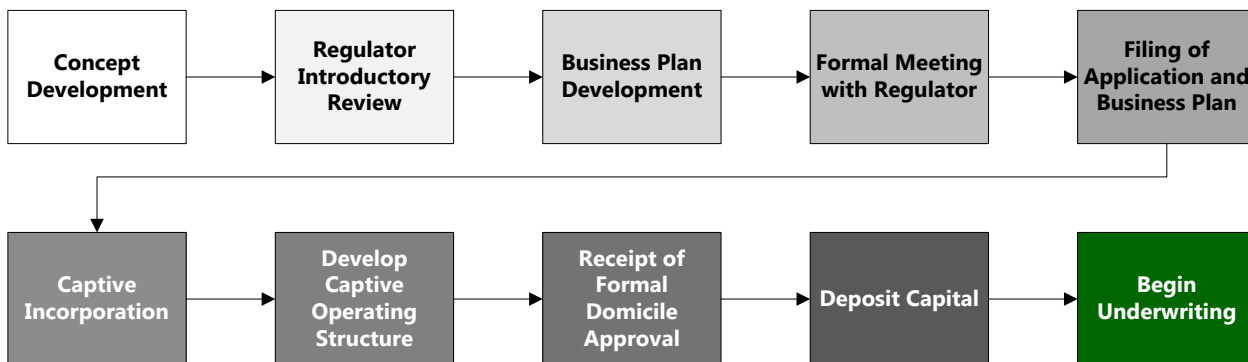 Concept
Development
Regulator
Introductory
Review
Business Plan
Development
Formal Meeting
with Regulator
Filing of
Application and
Business Plan
Captive
Incorporation
Develop
Captive
Operating
Structure
Receipt of
Formal
Domicile
Approval
Deposit Capital
Begin
Underwriting